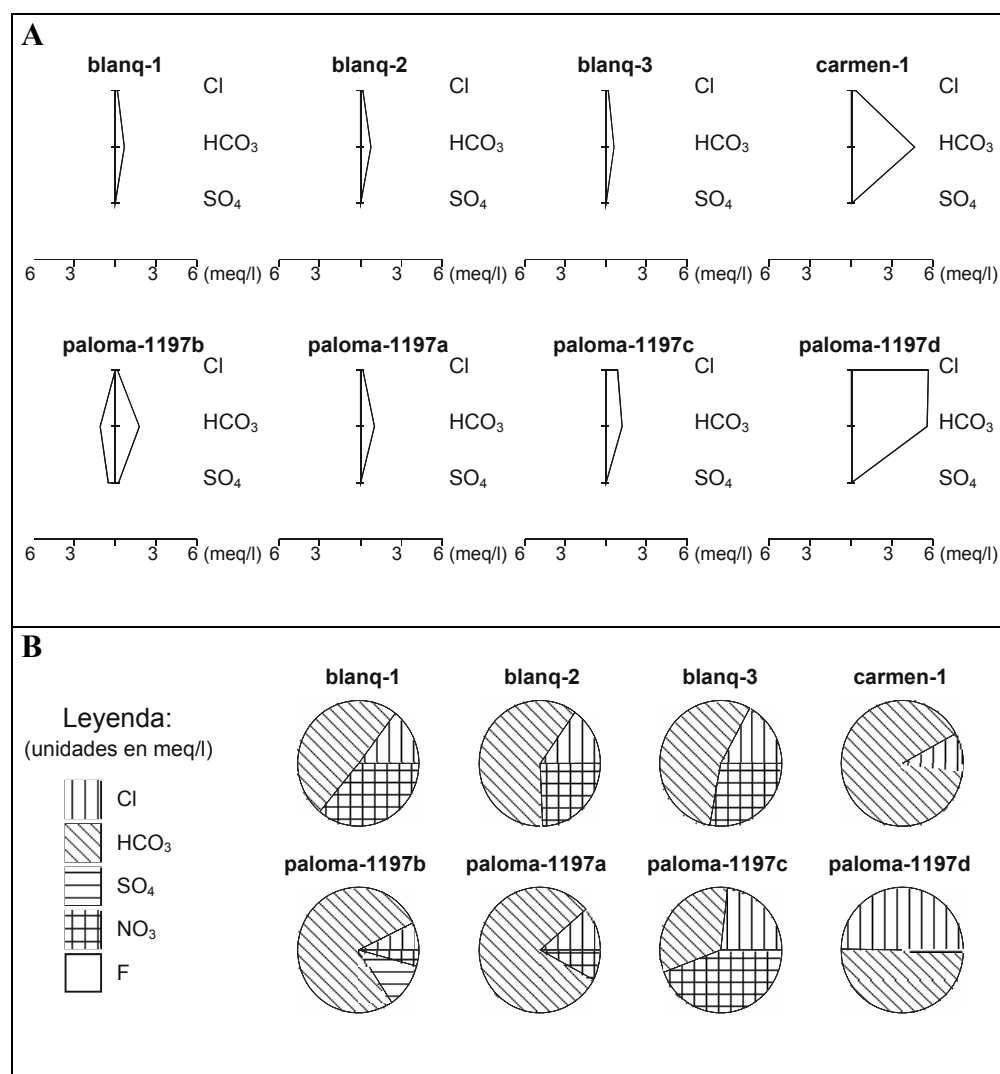 A
blanq-1 blanq-2 blanq-3 carmen-1
Cl Cl Cl Cl
HCO₃ HCO₃ HCO₃ HCO₃
SO₄ SO₄ SO₄ SO₄
6 3 3 6 (meq/l) 6 3 3 6 (meq/l) 6 3 3 6 (meq/l) 6 3 3 6 (meq/l)
paloma-1197b paloma-1197a paloma-1197c paloma-1197d
Cl Cl Cl Cl
HCO₃ HCO₃ HCO₃ HCO₃
SO₄ SO₄ SO₄ SO₄
6 3 3 6 (meq/l) 6 3 3 6 (meq/l) 6 3 3 6 (meq/l) 6 3 3 6 (meq/l)
B
blanq-1 blanq-2 blanq-3 carmen-1
Leyenda:
(unidades en meq/l)
Cl
HCO₃
SO₄
NO₃
F
paloma-1197b paloma-1197a paloma-1197c paloma-1197d